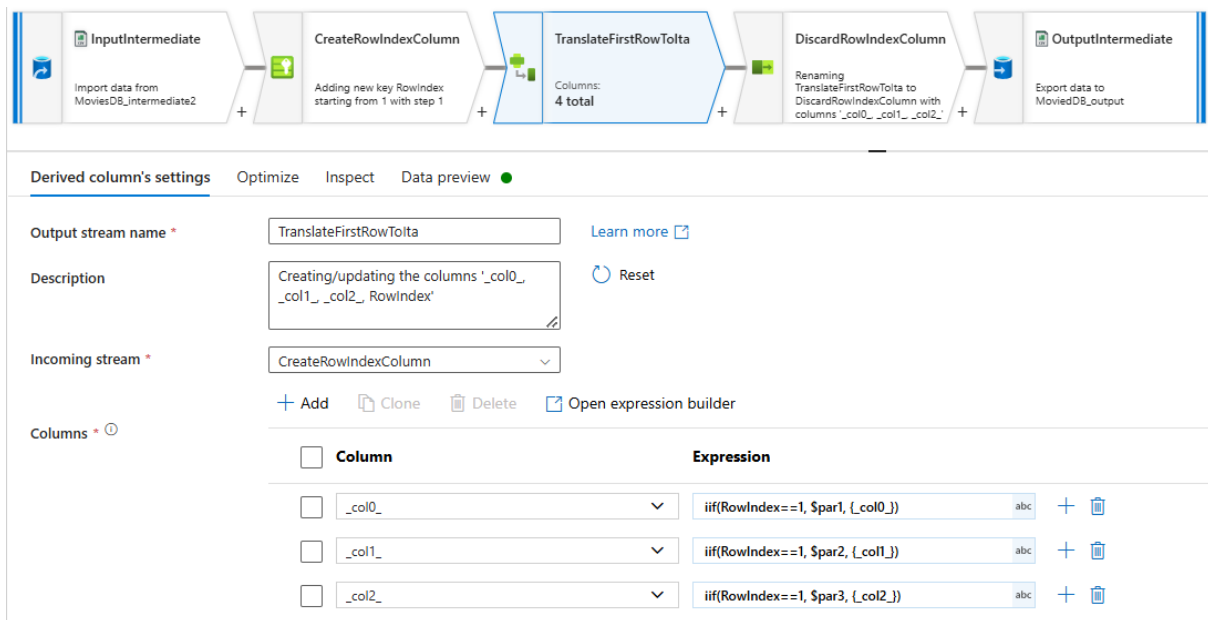 InputIntermediate
Import data from
MoviesDB_intermediate2
+
CreateRowIndexColumn
Adding new key RowIndex
starting from 1 with step 1
+
TranslateFirstRowToIta
Columns:
4 total
+
DiscardRowIndexColumn
Renaming
TranslateFirstRowToIta to
DiscardRowIndexColumn with
columns '_col0_, _col1_, _col2_'
+
OutputIntermediate
Export data to
MoviedDB_output
Derived column's settings Optimize Inspect Data preview
Output stream name * TranslateFirstRowToIta Learn more
Description Creating/updating the columns '_col0_,
_col1_, _col2_, RowIndex'
Reset
Incoming stream * CreateRowIndexColumn
+ Add Clone Delete Open expression builder
Columns *
Column Expression
_col0_ iif(RowIndex==1, $par1, {_col0_}) abc +
_col1_ iif(RowIndex==1, $par2, {_col1_}) abc +
_col2_ iif(RowIndex==1, $par3, {_col2_}) abc +